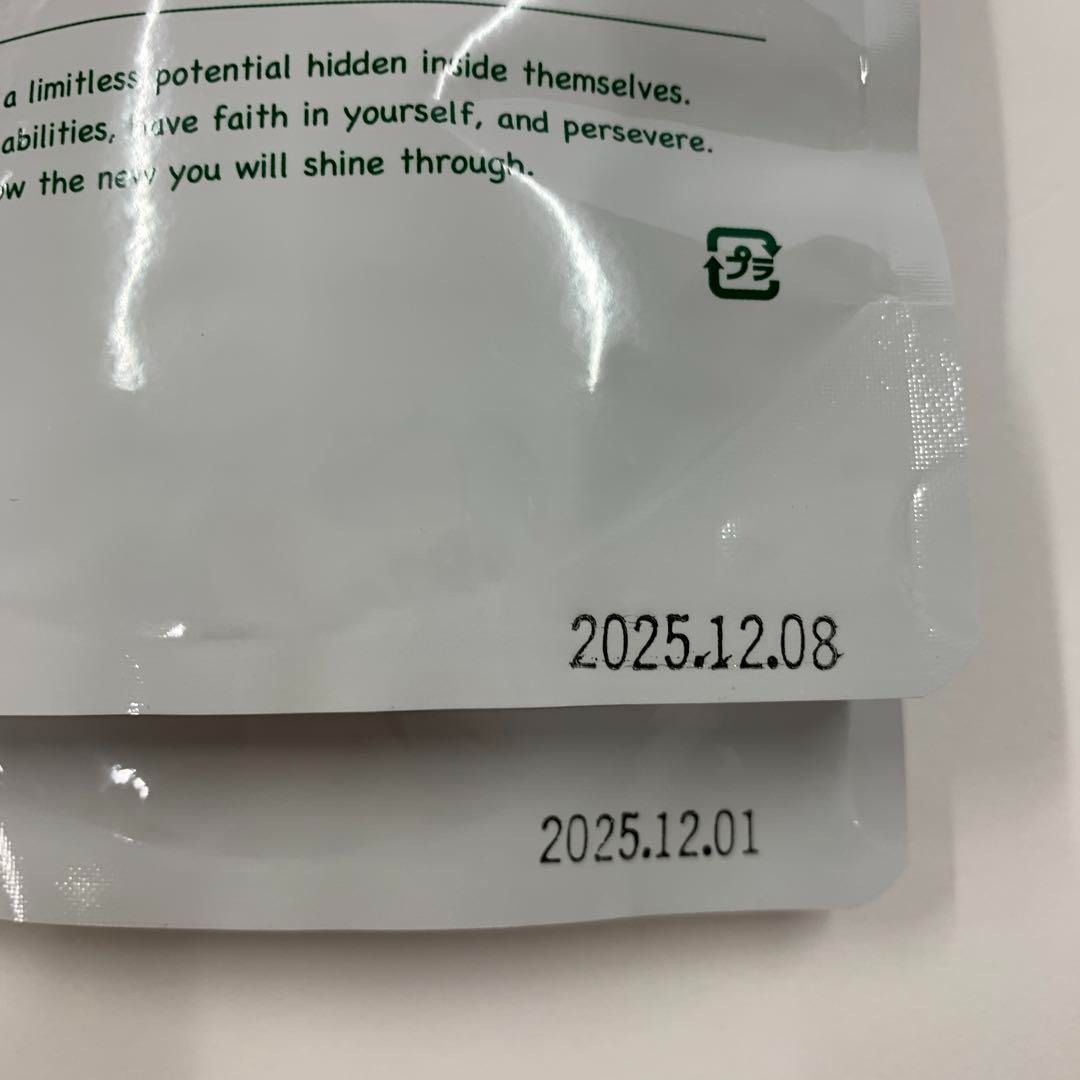 a limitless potential hidden inside themselves.
abilities, have faith in yourself, and persevere.
ow the new you will shine through.
プラ
2025.12.08
2025.12.01